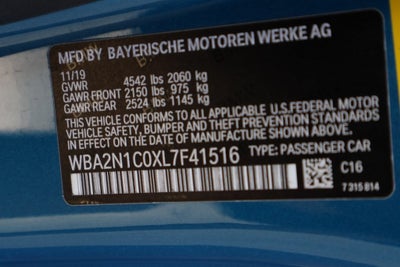 MFD BY BAYERISCHE MOTOREN WERKE AG
11/19
GVWR 4542 lbs 2060 kg
GAWR FRONT 2150 lbs 975 kg
GAWR REAR 2524 lbs 1145 kg
THIS VEHICLE CONFORMS TO ALL APPLICABLE U.S. FEDERAL MOTOR
VEHICLE SAFETY, BUMPER, AND THEFT PREVENTION STANDARDS IN
EFFECT ON THE DATE OF MANUFACTURE SHOWN ABOVE.
WBA2N1C0XL7F41516 TYPE: PASSENGER CAR
C16
7 315 814